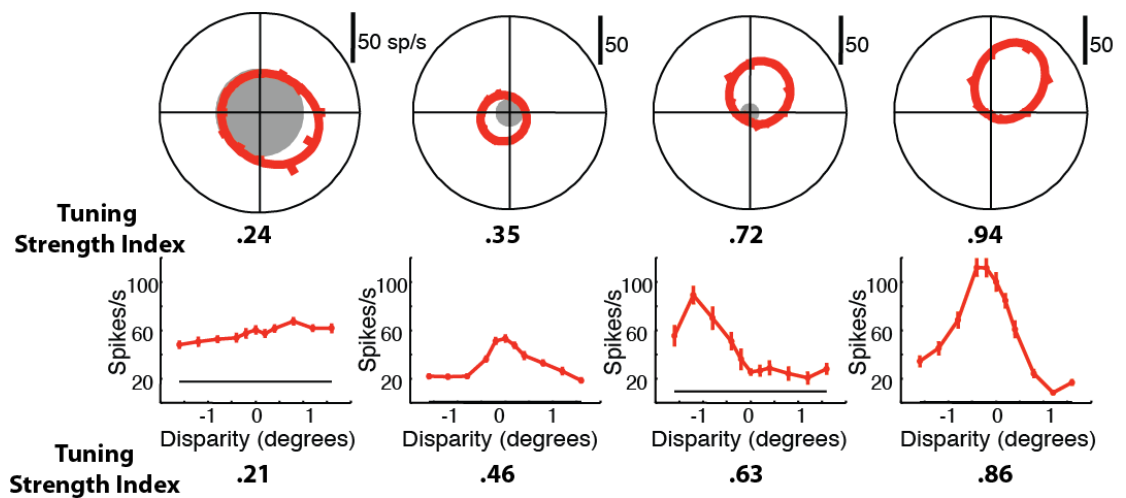 50 sp/s
50
50
50
Tuning
Strength Index
.24
.35
.72
.94
Spikes/s
100
60
20
-1 0 1
Disparity (degrees)
Spikes/s
100
60
20
-1 0 1
Disparity (degrees)
Spikes/s
100
60
20
-1 0 1
Disparity (degrees)
Spikes/s
100
60
20
-1 0 1
Disparity (degrees)
Tuning
Strength Index
.21
.46
.63
.86